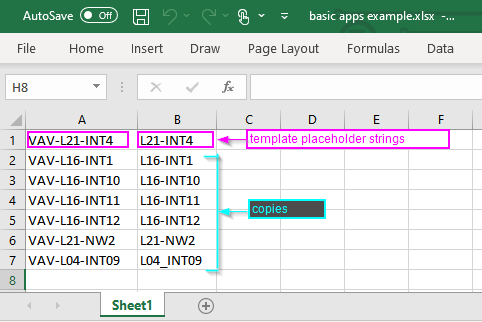 AutoSave Off basic apps example.xlsx -...
File Home Insert Draw Page Layout Formulas Data
H8 fx
A B C D E F
1 VAV-L21-INT4 L21-INT4 template placeholder strings
2 VAV-L16-INT1 L16-INT1
3 VAV-L16-INT10 L16-INT10
4 VAV-L16-INT11 L16-INT11 copies
5 VAV-L16-INT12 L16-INT12
6 VAV-L21-NW2 L21-NW2
7 VAV-L04-INT09 L04_INT09
8
Sheet1